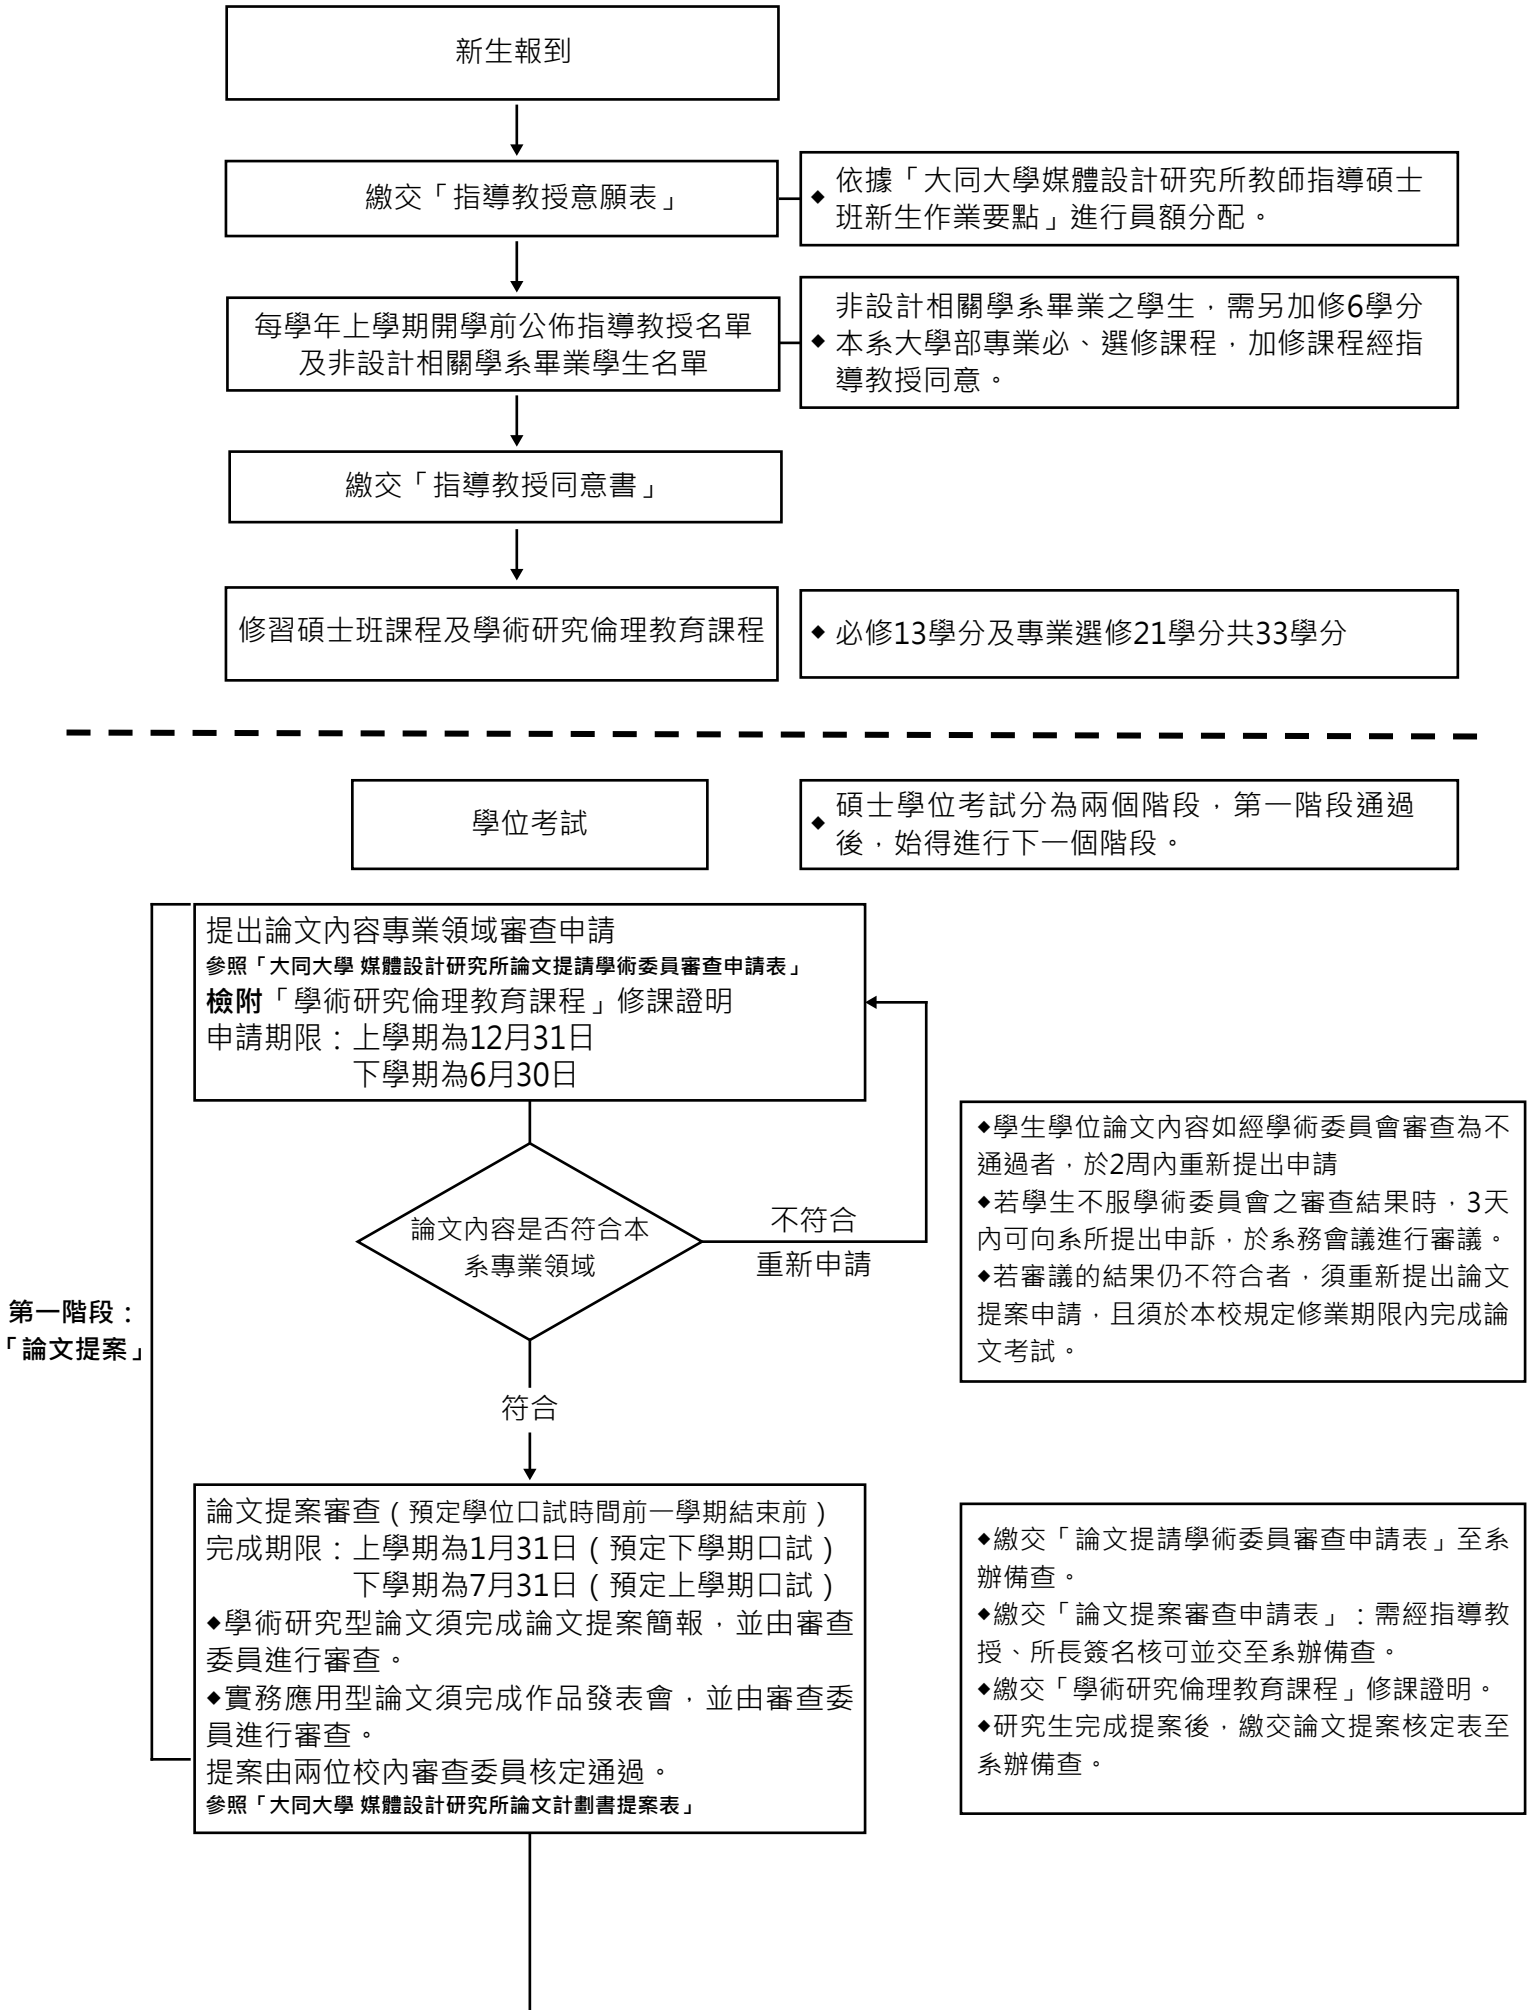 新生報到
繳交「指導教授意願表」
◆ 依據「大同大學媒體設計研究所教師指導碩士
班新生作業要點」進行員額分配。
每學年上學期開學前公佈指導教授名單
及非設計相關學系畢業學生名單
非設計相關學系畢業之學生，需另加修6學分
◆ 本系大學部專業必、選修課程，加修課程經指
導教授同意。
繳交「指導教授同意書」
修習碩士班課程及學術研究倫理教育課程
◆ 必修13學分及專業選修21學分共33學分
學位考試
◆ 碩士學位考試分為兩個階段，第一階段通過
後，始得進行下一個階段。
第一階段：
「論文提案」
提出論文內容專業領域審查申請
參照「大同大學 媒體設計研究所論文提請學術委員審查申請表」
檢附「學術研究倫理教育課程」修課證明
申請期限：上學期為12月31日
下學期為6月30日
論文內容是否符合本
系專業領域
不符合
重新申請
符合
◆學生學位論文內容如經學術委員會審查為不
通過者，於2周內重新提出申請
◆若學生不服學術委員會之審查結果時，3天
內可向系所提出申訴，於系務會議進行審議。
◆若審議的結果仍不符合者，須重新提出論文
提案申請，且須於本校規定修業期限內完成論
文考試。
論文提案審查（預定學位口試時間前一學期結束前）
完成期限：上學期為1月31日（預定下學期口試）
下學期為7月31日（預定上學期口試）
◆學術研究型論文須完成論文提案簡報，並由審查
委員進行審查。
◆實務應用型論文須完成作品發表會，並由審查委
員進行審查。
提案由兩位校內審查委員核定通過。
參照「大同大學 媒體設計研究所論文計劃書提案表」
◆繳交「論文提請學術委員審查申請表」至系
辦備查。
◆繳交「論文提案審查申請表」：需經指導教
授、所長簽名核可並交至系辦備查。
◆繳交「學術研究倫理教育課程」修課證明。
◆研究生完成提案後，繳交論文提案核定表至
系辦備查。